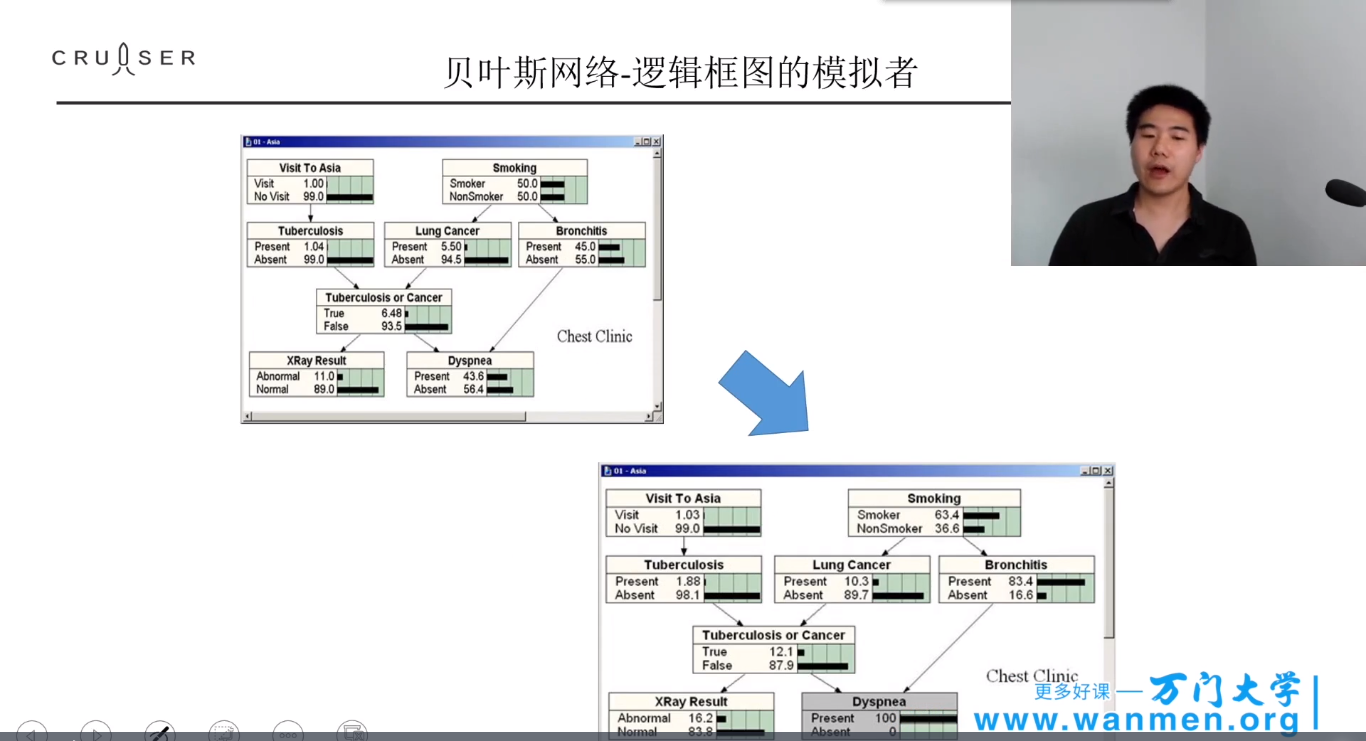 CRUISER
贝叶斯网络-逻辑框图的模拟者
01 - Asia
Visit To Asia
Visit 1.00
No Visit 99.0
Smoking
Smoker 50.0
NonSmoker 50.0
Tuberculosis
Present 1.04
Absent 99.0
Lung Cancer
Present 5.50
Absent 94.5
Bronchitis
Present 45.0
Absent 55.0
Tuberculosis or Cancer
True 6.48
False 93.5
Chest Clinic
XRay Result
Abnormal 11.0
Normal 89.0
Dyspnea
Present 43.6
Absent 56.4
01 - Asia
Visit To Asia
Visit 1.03
No Visit 99.0
Smoking
Smoker 63.4
NonSmoker 36.6
Tuberculosis
Present 1.88
Absent 98.1
Lung Cancer
Present 10.3
Absent 89.7
Bronchitis
Present 83.4
Absent 16.6
Tuberculosis or Cancer
True 12.1
False 87.9
Chest Clinic
XRay Result
Abnormal 16.2
Normal 83.8
Dyspnea
Present 100
Absent 0
更多好课 — 万门大学
www.wanmen.org